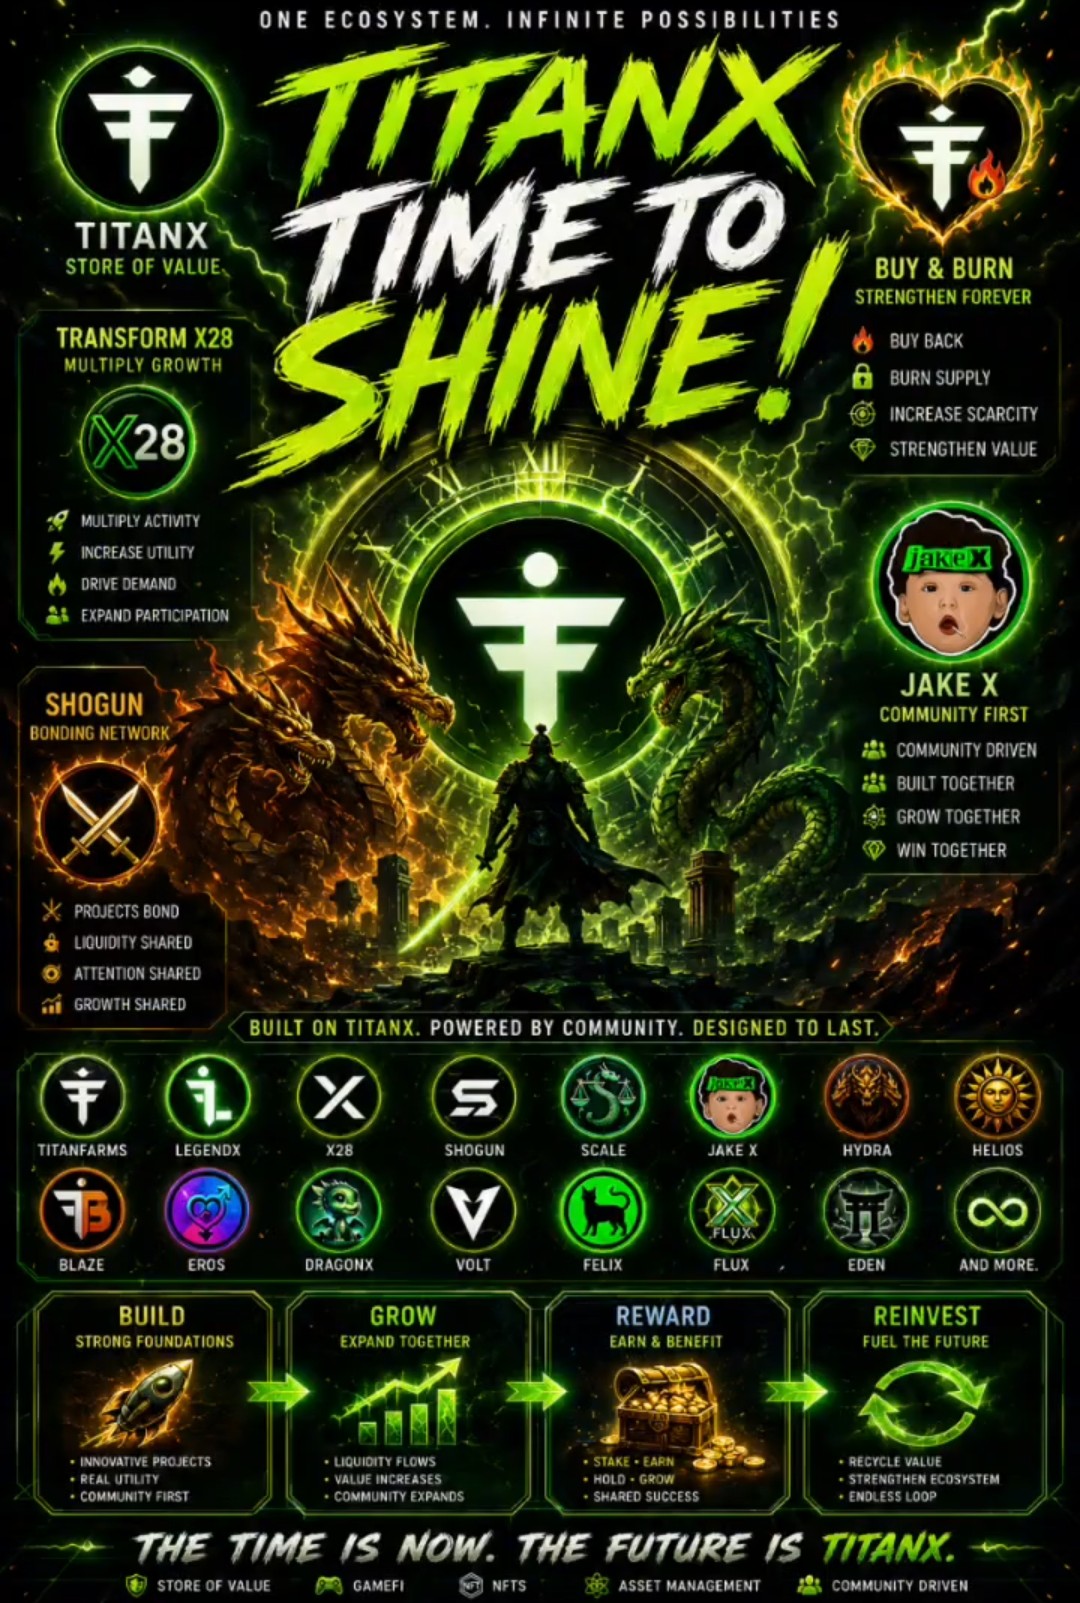 ONE ECOSYSTEM. INFINITE POSSIBILITIES
TITANX
TIME TO
SHINE!
TITANX
STORE OF VALUE
TRANSFORM X28
MULTIPLY GROWTH
X28
MULTIPLY ACTIVITY
INCREASE UTILITY
DRIVE DEMAND
EXPAND PARTICIPATION
SHOGUN
BONDING NETWORK
PROJECTS BOND
LIQUIDITY SHARED
ATTENTION SHARED
GROWTH SHARED
BUY & BURN
STRENGTHEN FOREVER
BUY BACK
BURN SUPPLY
INCREASE SCARCITY
STRENGTHEN VALUE
jakeX
JAKE X
COMMUNITY FIRST
COMMUNITY DRIVEN
BUILT TOGETHER
GROW TOGETHER
WIN TOGETHER
XI XII I
BUILT ON TITANX. POWERED BY COMMUNITY. DESIGNED TO LAST.
jakeX
TITANFARMS LEGENDX X28 SHOGUN SCALE JAKE X HYDRA HELIOS
FLUX
BLAZE EROS DRAGONX VOLT FELIX FLUX EDEN AND MORE.
BUILD
STRONG FOUNDATIONS
• INNOVATIVE PROJECTS
• REAL UTILITY
• COMMUNITY FIRST
GROW
EXPAND TOGETHER
• LIQUIDITY FLOWS
• VALUE INCREASES
• COMMUNITY EXPANDS
REWARD
EARN & BENEFIT
• STAKE • EARN
• HOLD • GROW
• SHARED SUCCESS
REINVEST
FUEL THE FUTURE
• RECYCLE VALUE
• STRENGTHEN ECOSYSTEM
• ENDLESS LOOP
THE TIME IS NOW. THE FUTURE IS TITANX.
STORE OF VALUE GAMEFI NFT NFTS ASSET MANAGEMENT COMMUNITY DRIVEN